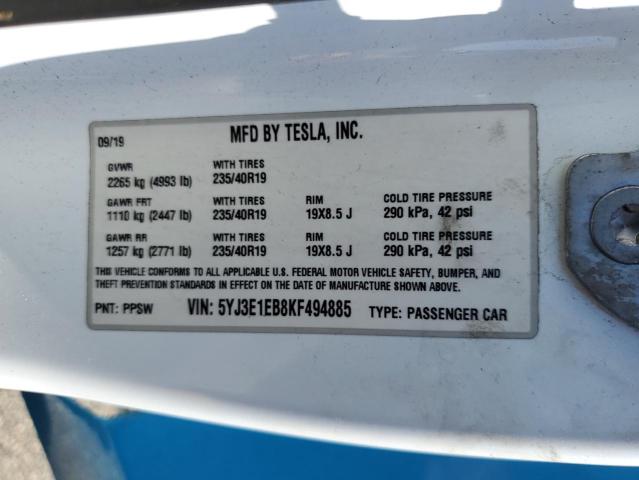 MFD BY TESLA, INC.
09/19
GVWR WITH TIRES
2265 kg (4993 lb) 235/40R19
GAWR FRT WITH TIRES RIM COLD TIRE PRESSURE
1110 kg (2447 lb) 235/40R19 19X8.5 J 290 kPa, 42 psi
GAWR RR WITH TIRES RIM COLD TIRE PRESSURE
1257 kg (2771 lb) 235/40R19 19X8.5 J 290 kPa, 42 psi
THIS VEHICLE CONFORMS TO ALL APPLICABLE U.S. FEDERAL MOTOR VEHICLE SAFETY, BUMPER, AND
THEFT PREVENTION STANDARDS IN EFFECT ON THE DATE OF MANUFACTURE SHOWN ABOVE.
PNT: PPSW VIN: 5YJ3E1EB8KF494885 TYPE: PASSENGER CAR